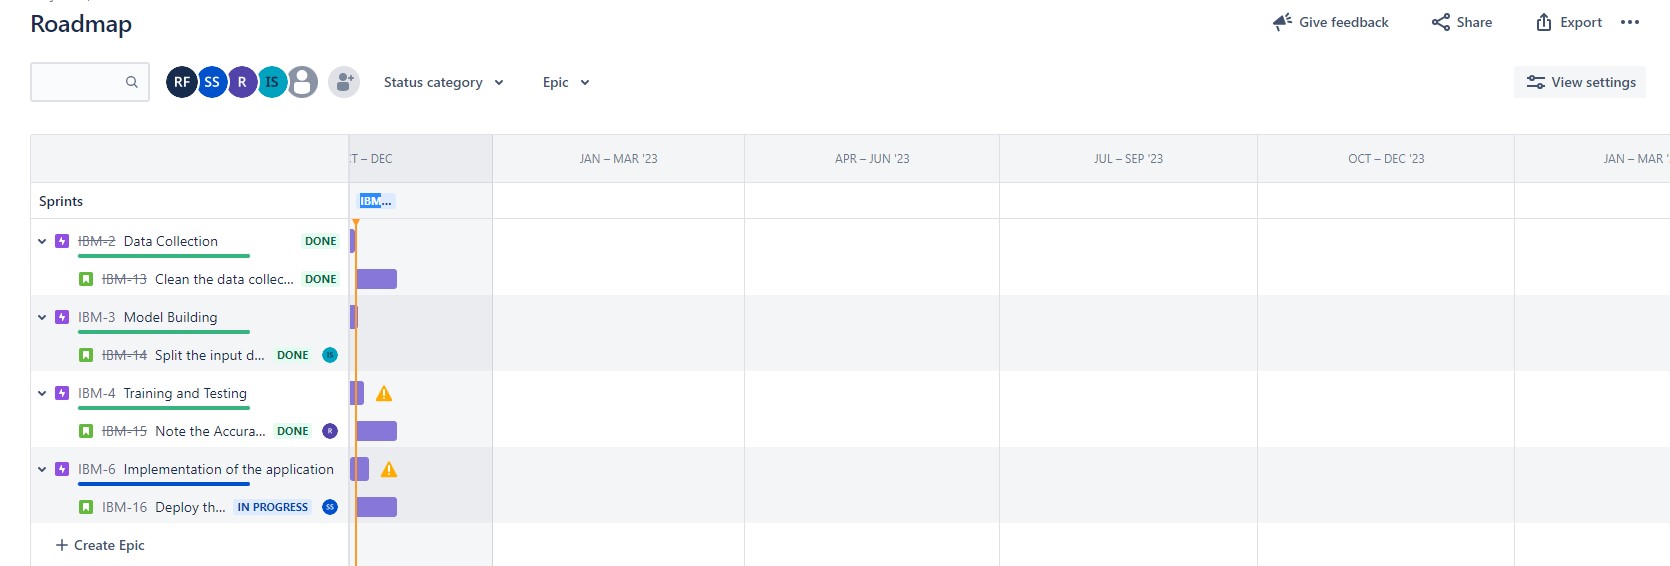 Roadmap
Give feedback Share Export
RF SS R IS Status category Epic View settings
T – DEC JAN – MAR '23 APR – JUN '23 JUL – SEP '23 OCT – DEC '23 JAN – MAR '
Sprints IBM...
IBM-2 Data Collection DONE
IBM-13 Clean the data collec... DONE
IBM-3 Model Building
IBM-14 Split the input d... DONE IS
IBM-4 Training and Testing
IBM-15 Note the Accura... DONE R
IBM-6 Implementation of the application
IBM-16 Deploy th... IN PROGRESS SS
+ Create Epic